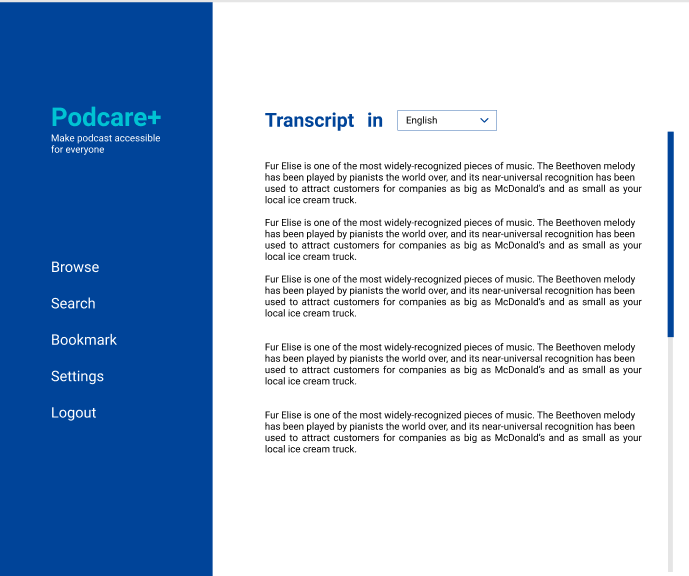 Podcare+
Make podcast accessible
for everyone
Browse
Search
Bookmark
Settings
Logout
Transcript in English
Fur Elise is one of the most widely-recognized pieces of music. The Beethoven melody
has been played by pianists the world over, and its near-universal recognition has been
used to attract customers for companies as big as McDonald's and as small as your
local ice cream truck.
Fur Elise is one of the most widely-recognized pieces of music. The Beethoven melody
has been played by pianists the world over, and its near-universal recognition has been
used to attract customers for companies as big as McDonald's and as small as your
local ice cream truck.
Fur Elise is one of the most widely-recognized pieces of music. The Beethoven melody
has been played by pianists the world over, and its near-universal recognition has been
used to attract customers for companies as big as McDonald's and as small as your
local ice cream truck.
Fur Elise is one of the most widely-recognized pieces of music. The Beethoven melody
has been played by pianists the world over, and its near-universal recognition has been
used to attract customers for companies as big as McDonald's and as small as your
local ice cream truck.
Fur Elise is one of the most widely-recognized pieces of music. The Beethoven melody
has been played by pianists the world over, and its near-universal recognition has been
used to attract customers for companies as big as McDonald's and as small as your
local ice cream truck.